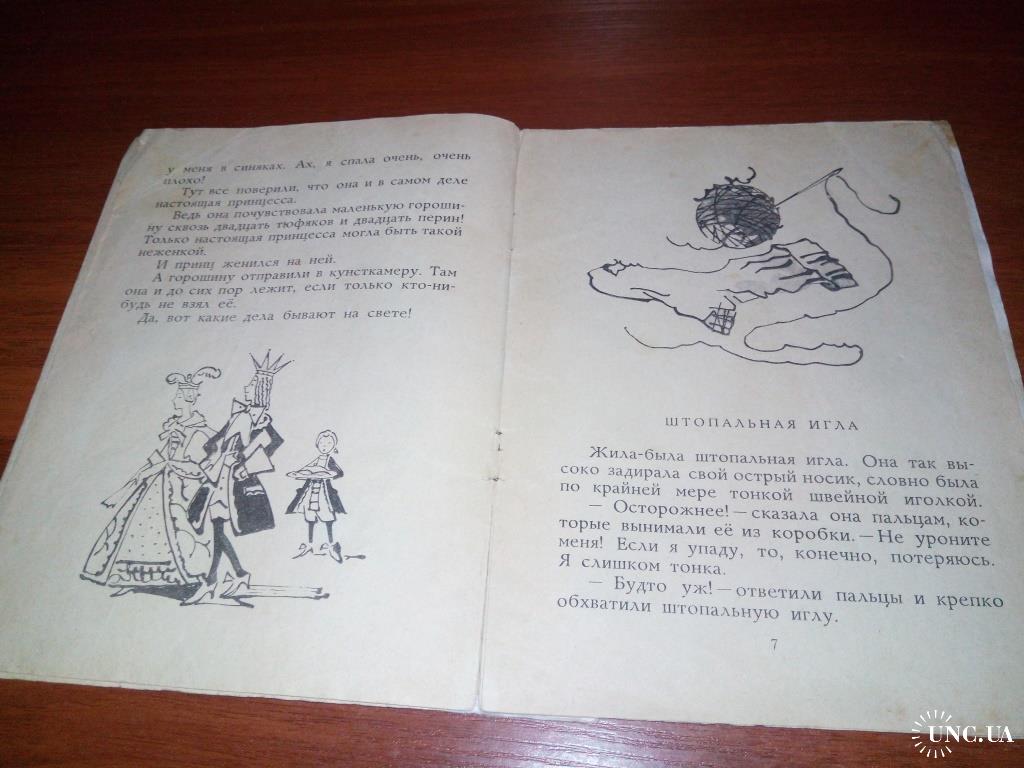 у меня в синяках. Ах, я спала очень, очень
плохо!
Тут все поверили, что она и в самом деле
настоящая принцесса.
Ведь она почувствовала маленькую гороши-
ну сквозь двадцать тюфяков и двадцать перин!
Только настоящая принцесса могла быть такой
неженкой.
И принц женился на ней.
А горошину отправили в кунсткамеру. Там
она и до сих пор лежит, если только кто-ни-
будь не взял её.
Да, вот какие дела бывают на свете!
ШТОПАЛЬНАЯ ИГЛА
Жила-была штопальная игла. Она так вы-
соко задирала свой острый носик, словно была
по крайней мере тонкой швейной иголкой.
— Осторожнее! — сказала она пальцам, ко-
торые вынимали её из коробки. — Не уроните
меня! Если я упаду, то, конечно, потеряюсь.
Я слишком тонка.
— Будто уж! — ответили пальцы и крепко
обхватили штопальную иглу.
7
UNC.UA